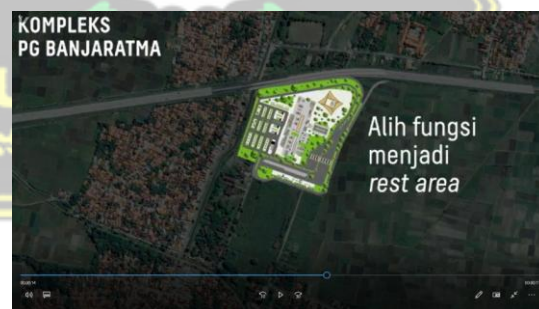 KOMPLEKS
PG BANJARATMA
Alih fungsi
menjadi
rest area